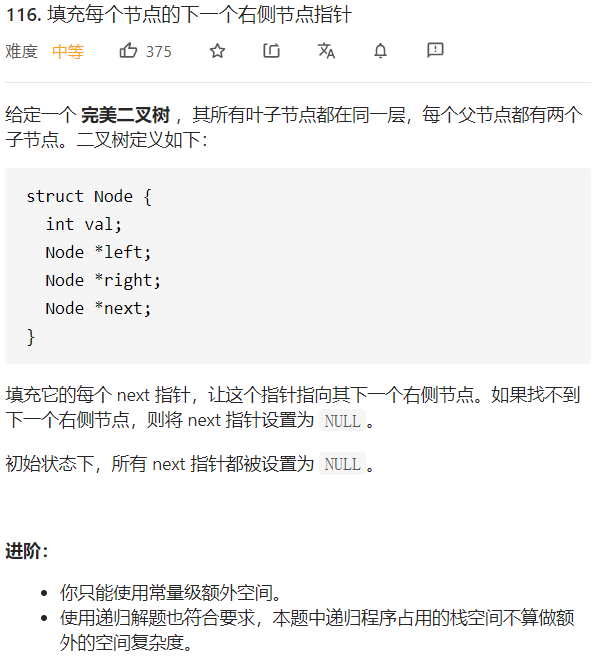 116. 填充每个节点的下一个右侧节点指针
难度 中等 375
给定一个 完美二叉树 ，其所有叶子节点都在同一层，每个父节点都有两个
子节点。二叉树定义如下：
struct Node {
  int val;
  Node *left;
  Node *right;
  Node *next;
}
填充它的每个 next 指针，让这个指针指向其下一个右侧节点。如果找不到
下一个右侧节点，则将 next 指针设置为 NULL。
初始状态下，所有 next 指针都被设置为 NULL。
进阶：
• 你只能使用常量级额外空间。
• 使用递归解题也符合要求，本题中递归程序占用的栈空间不算做额
外的空间复杂度。